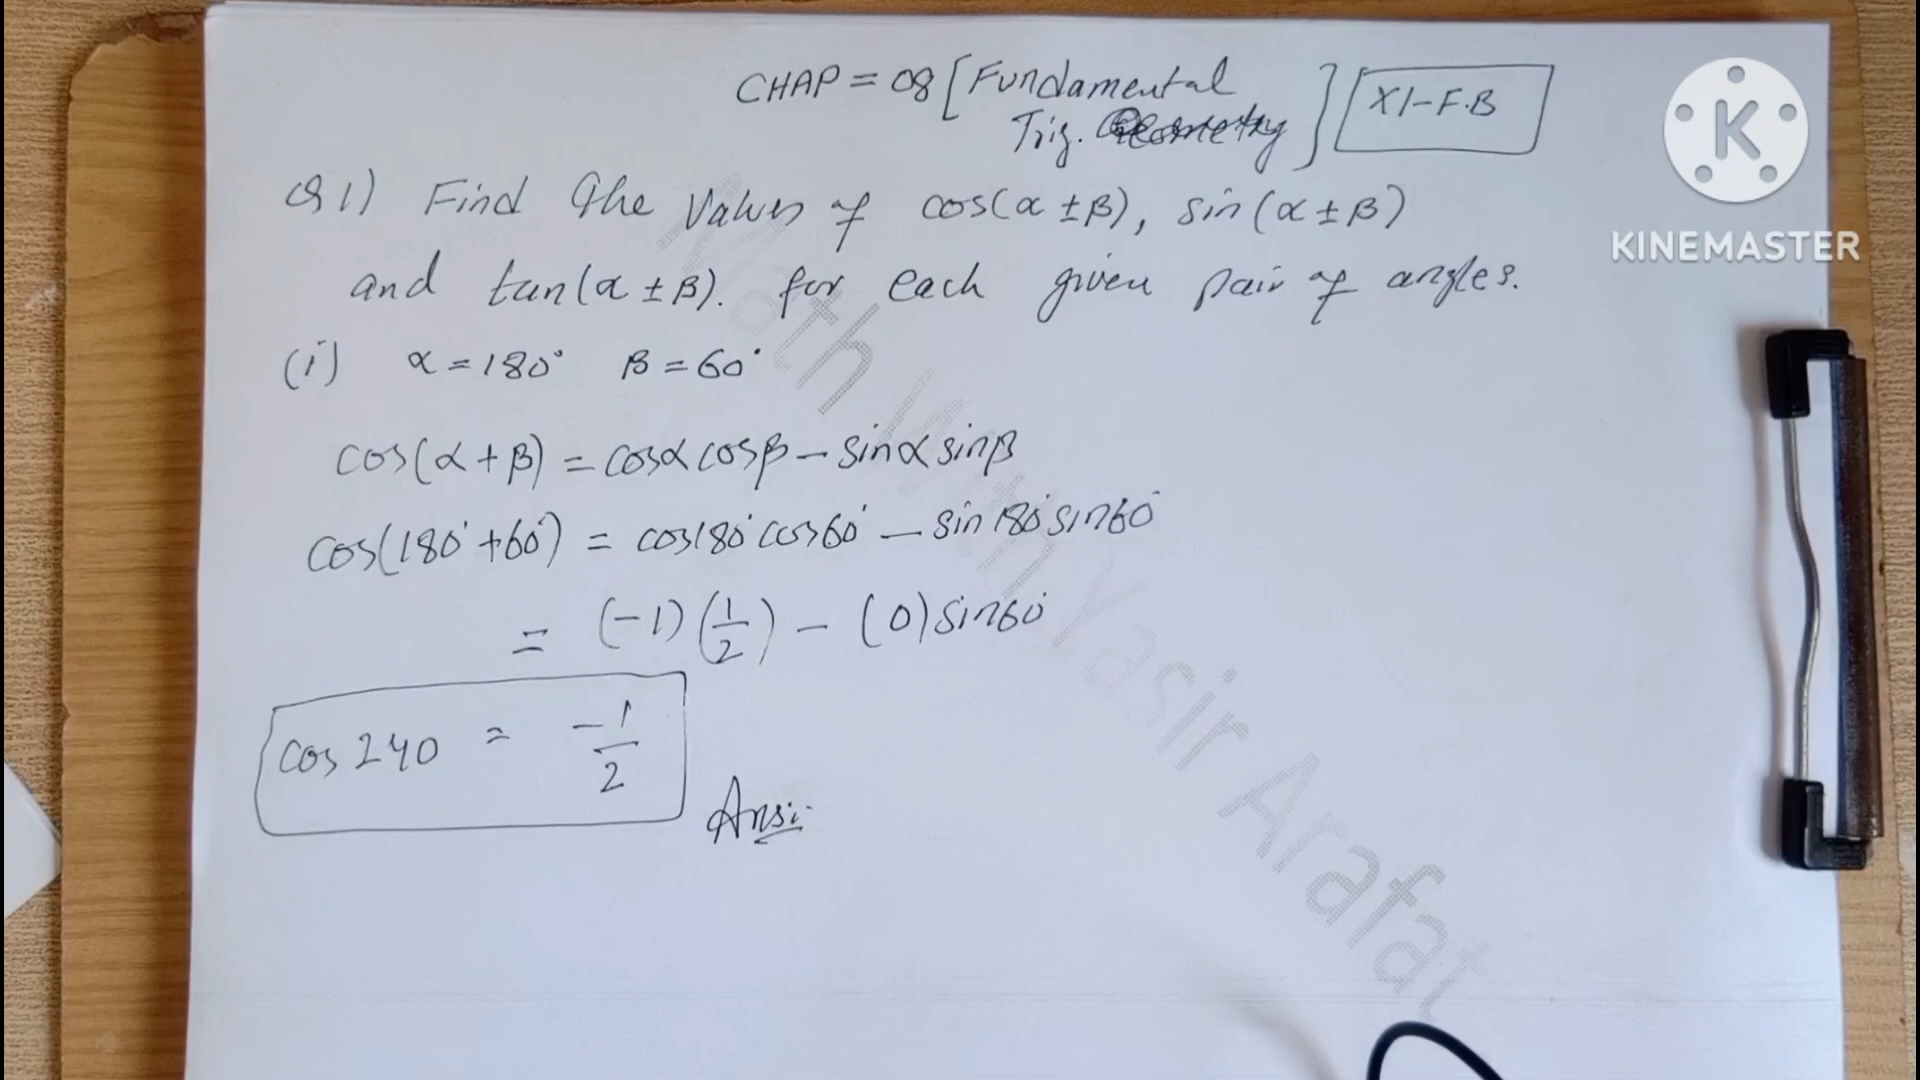 CHAP = 08 [Fundamental
Trig. Geometry] XI-F.B
K
KINEMASTER
Q1) Find the Values of cos(α ± β), sin(α ± β)
and tan(α ± β). for each given pair of angles.
(i) α = 180° β = 60°
cos(α + β) = cosα cosβ - sinα sinβ
cos(180° + 60°) = cos180° cos60° - sin180° sin60°
= (-1)(1/2) - (0) sin60°
cos 240 = -1/2
Ans:
Math With Yasir Arafat